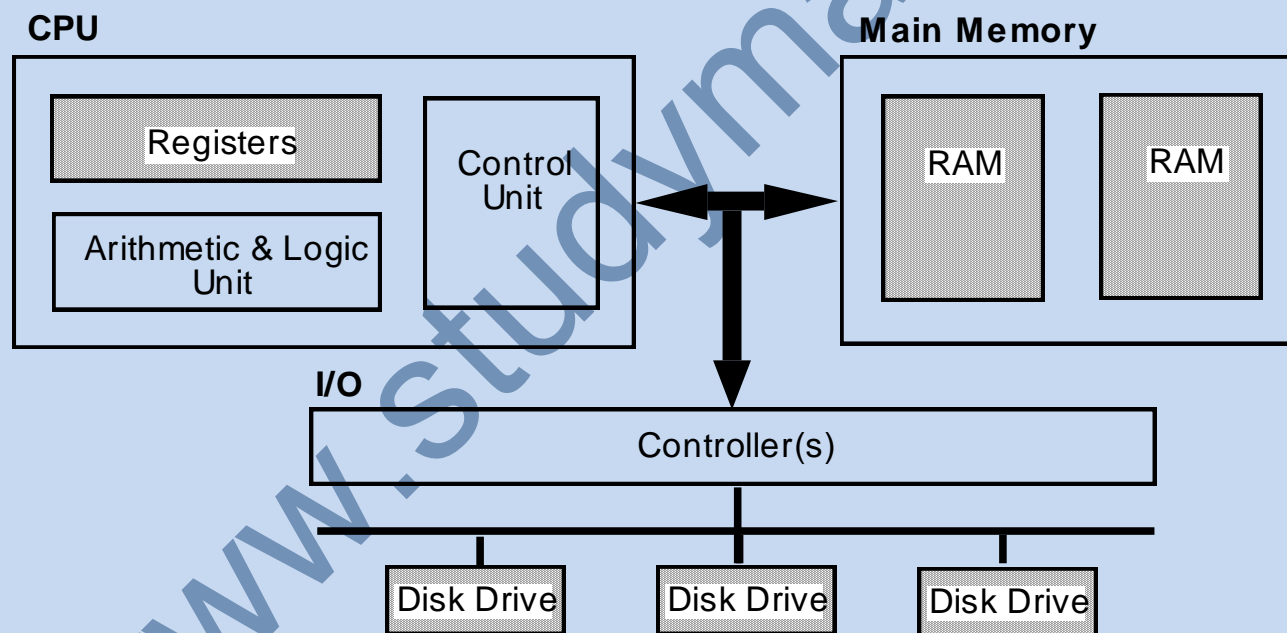 CPU
Main Memory
Registers
Control
Unit
Arithmetic & Logic
Unit
RAM
RAM
I/O
Controller(s)
Disk Drive
Disk Drive
Disk Drive
www.studyma